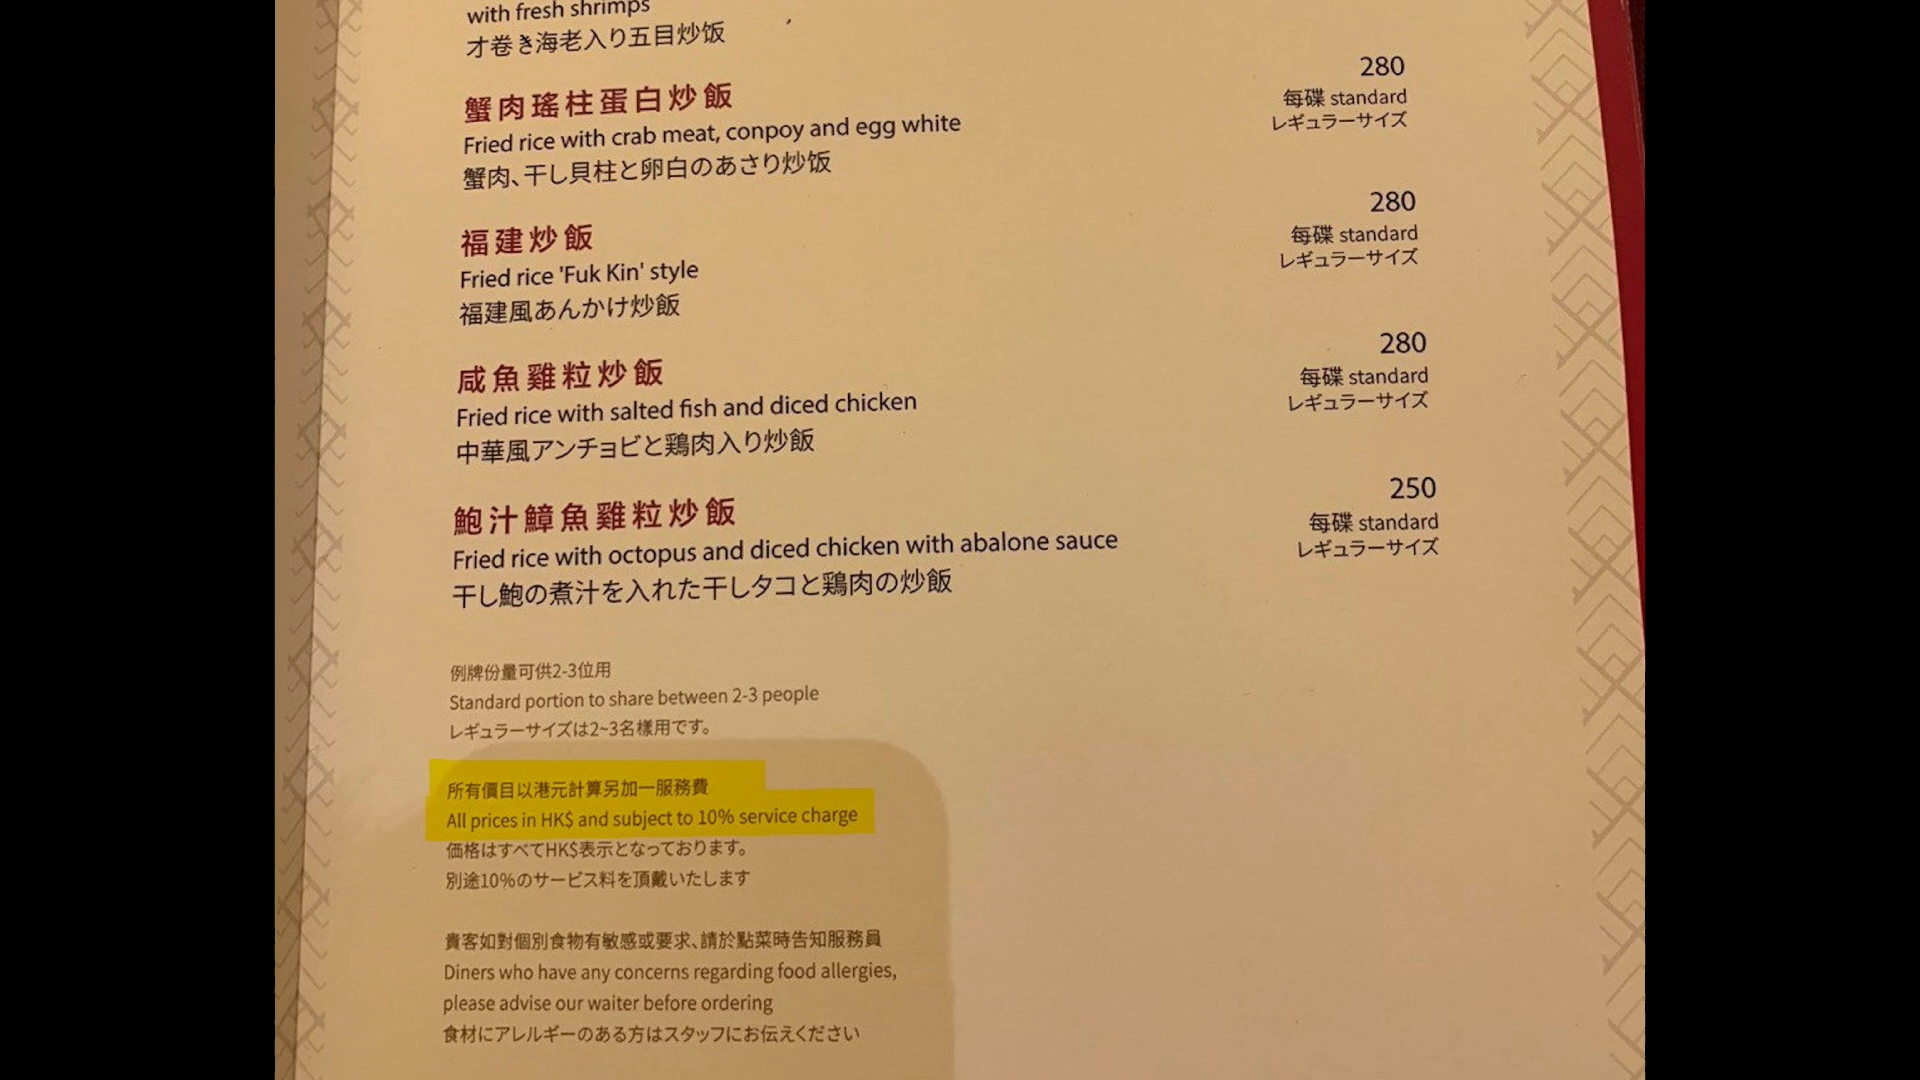 with fresh shrimps
才巻き海老入り五目炒饭
蟹肉瑤柱蛋白炒飯
280
Fried rice with crab meat, conpoy and egg white
每碟 standard
蟹肉、干し貝柱と卵白のあさり炒饭
レギュラーサイズ
福建炒飯
280
Fried rice 'Fuk Kin' style
每碟 standard
福建風あんかけ炒飯
レギュラーサイズ
咸魚雞粒炒飯
280
Fried rice with salted fish and diced chicken
每碟 standard
中華風アンチョビと鶏肉入り炒飯
レギュラーサイズ
鮑汁鱆魚雞粒炒飯
250
Fried rice with octopus and diced chicken with abalone sauce
每碟 standard
干し鮑の煮汁を入れた干しタコと鶏肉の炒飯
レギュラーサイズ
例牌份量可供2-3位用
Standard portion to share between 2-3 people
レギュラーサイズは2~3名樣用です。
所有價目以港元計算另加一服務費
All prices in HK$ and subject to 10% service charge
価格はすべてHK$表示となっております。
別途10%のサービス料を頂戴いたします
貴客如對個別食物有敏感或要求、請於點菜時告知服務員
Diners who have any concerns regarding food allergies,
please advise our waiter before ordering
食材にアレルギーのある方はスタッフにお伝えください